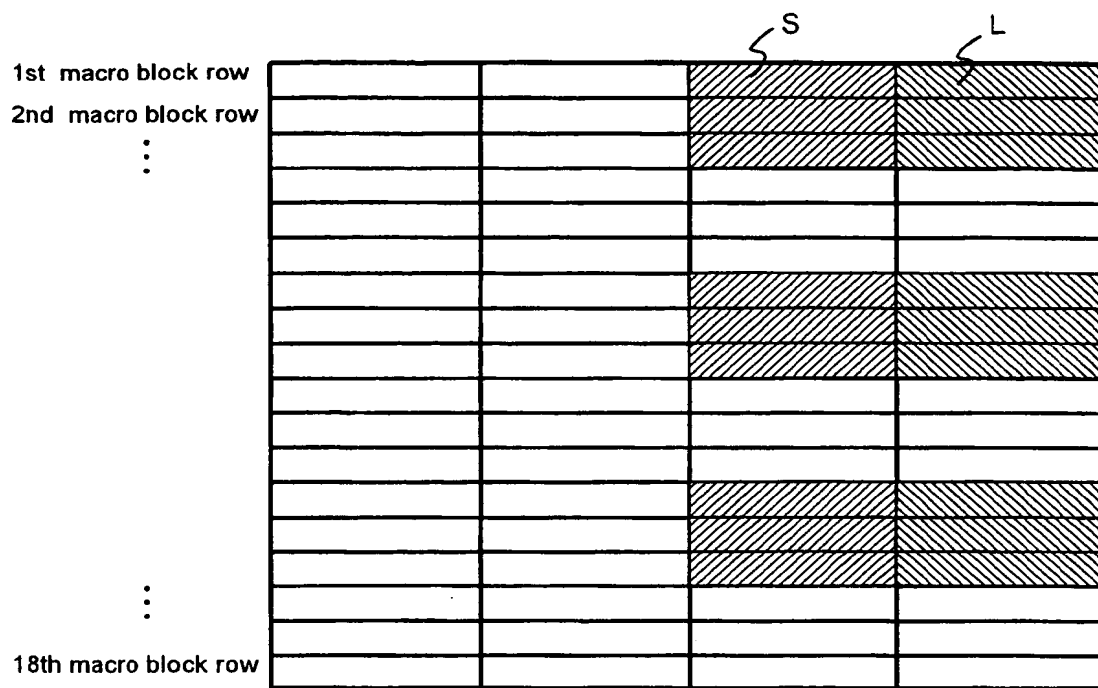 S L
1st macro block row
2nd macro block row
⋮
⋮
18th macro block row